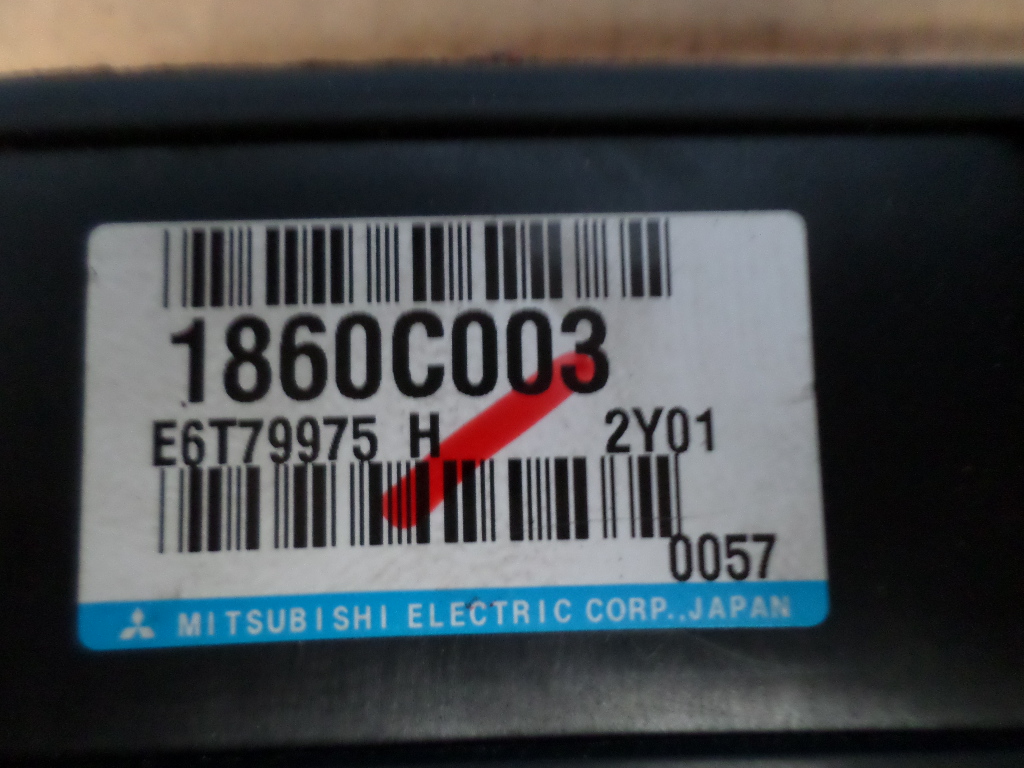 1860C003
E6T79975 H 2Y01
0057
MITSUBISHI ELECTRIC CORP.,JAPAN